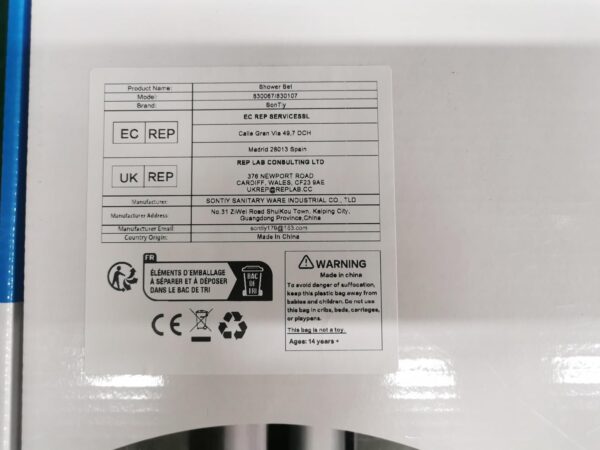 Product Name: Shower Set
Model: 830067/830107
Brand: SonTiy
EC REP
EC REP SERVICESSL
Calle Gran Via 49,7 DCH
Madrid 28013 Spain
UK REP
REP LAB CONSULTING LTD
376 NEWPORT ROAD
CARDIFF, WALES, CF23 9AE
UKREP@REPLAB.CC
Manufacturer: SONTIY SANITARY WARE INDUSTRIAL CO., TLD
Manufacturer Address: No.31 ZiWei Road ShuiKou Town, Kaiping City,
Guangdong Province,China
Manufacturer Email: sontiy178@163.com
Country Origin: Made In China
FR
ÉLÉMENTS D'EMBALLAGE
À SÉPARER ET À DÉPOSER
DANS LE BAC DE TRI
BAC
DE
TRI
CE
WARNING
Made in china
To avoid danger of suffocation,
keep this plastic bag away from
babies and children. Do not use
this bag in cribs, beds, carriages,
or playpens.
This bag is not a toy.
Ages: 14 years +